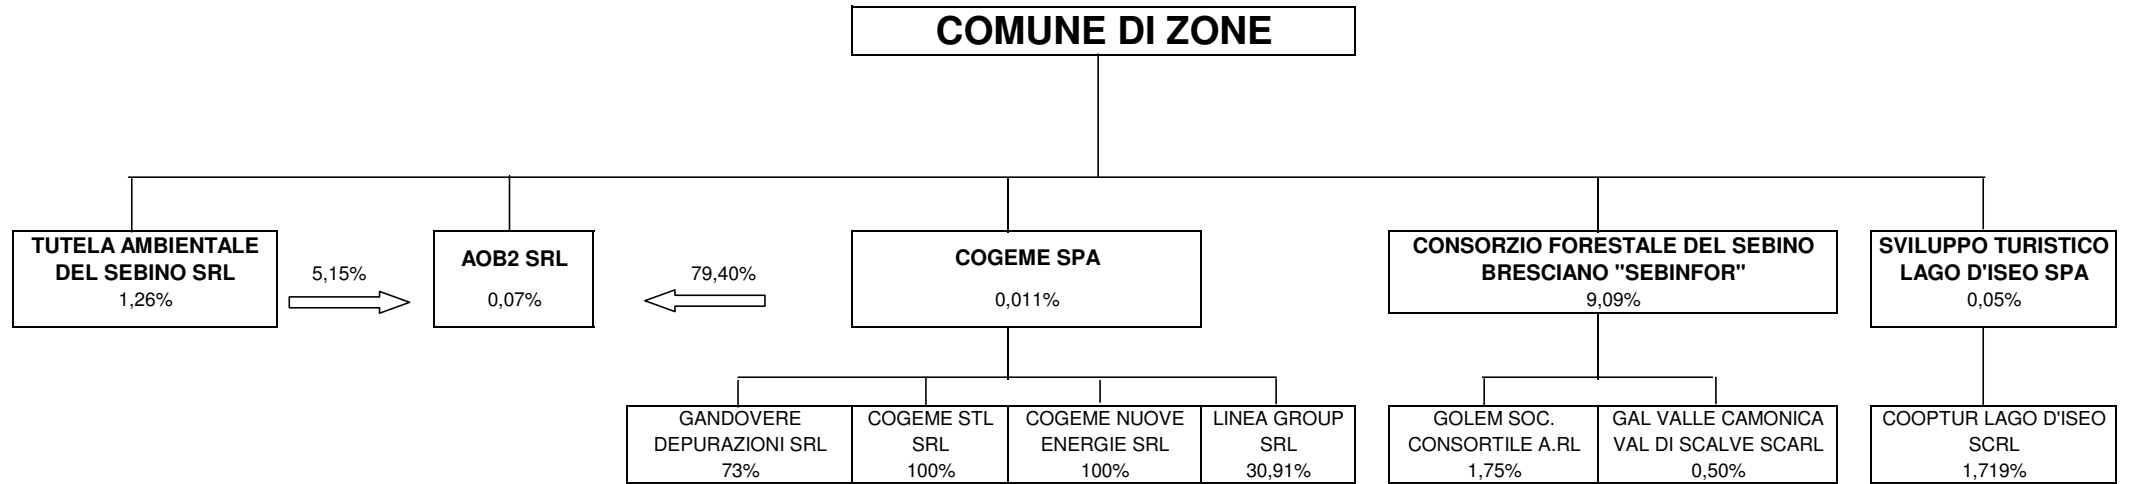 COMUNE DI ZONE
TUTELA AMBIENTALE
DEL SEBINO SRL
1,26%
5,15%
AOB2 SRL
0,07%
79,40%
COGEME SPA
0,011%
CONSORZIO FORESTALE DEL SEBINO
BRESCIANO "SEBINFOR"
9,09%
SVILUPPO TURISTICO
LAGO D'ISEO SPA
0,05%
GANDOVERE
DEPURAZIONI SRL
73%
COGEME STL
SRL
100%
COGEME NUOVE
ENERGIE SRL
100%
LINEA GROUP
SRL
30,91%
GOLEM SOC.
CONSORTILE A.RL
1,75%
GAL VALLE CAMONICA
VAL DI SCALVE SCARL
0,50%
COOPTUR LAGO D'ISEO
SCRL
1,719%